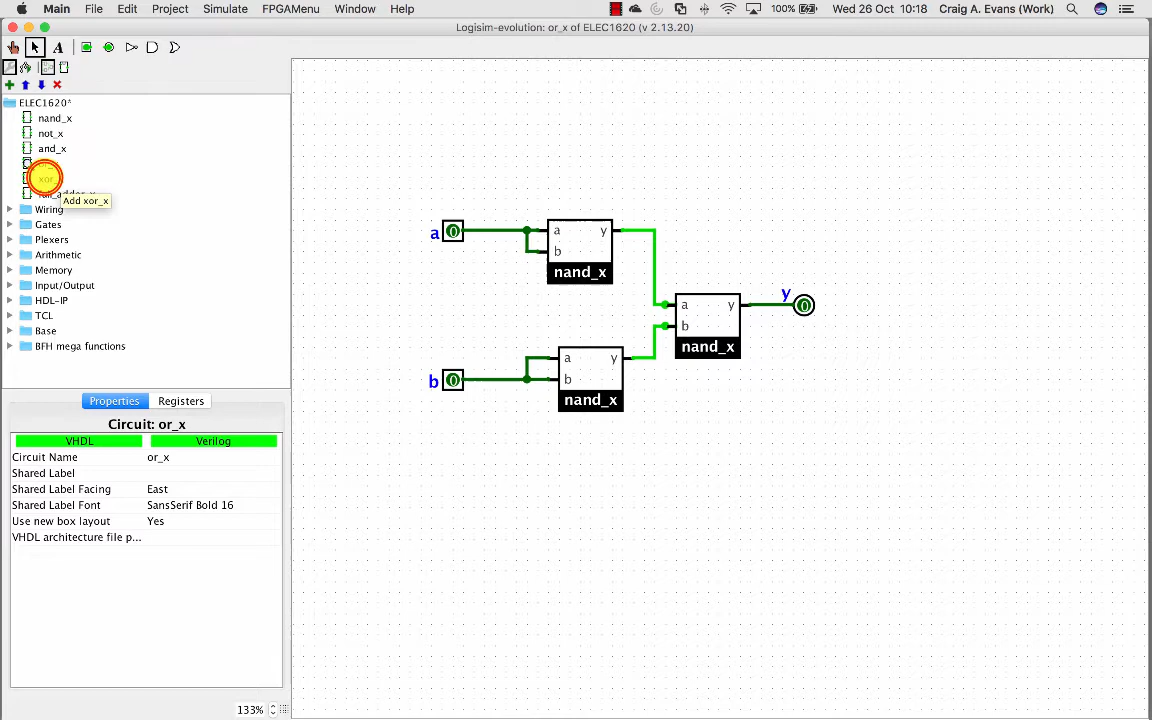 Main File Edit Project Simulate FPGAMenu Window Help 100% Wed 26 Oct 10:18 Craig A. Evans (Work)
Logisim-evolution: or_x of ELEC1620 (v 2.13.20)
A
ELEC1620*
nand_x
not_x
and_x
xor_
Add xor_x
Wiring
Gates
Plexers
Arithmetic
Memory
Input/Output
HDL-IP
TCL
Base
BFH mega functions
Properties Registers
Circuit: or_x
VHDL Verilog
Circuit Name or_x
Shared Label
Shared Label Facing East
Shared Label Font SansSerif Bold 16
Use new box layout Yes
VHDL architecture file p...
133%
a 0 a y
b
nand_x
y
a y 0
b
nand_x
a y
b 0 b
nand_x